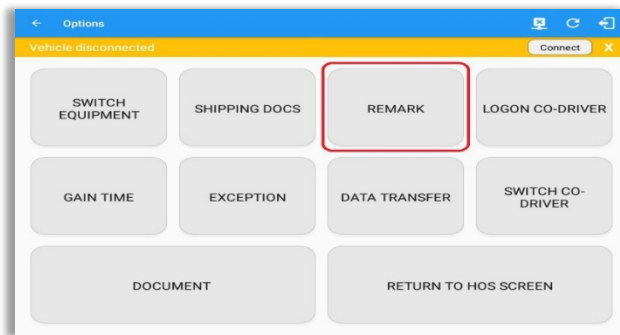 Options
Vehicle disconnected
Connect
X
SWITCH
EQUIPMENT
SHIPPING DOCS
REMARK
LOGON CO-DRIVER
GAIN TIME
EXCEPTION
DATA TRANSFER
SWITCH CO-
DRIVER
DOCUMENT
RETURN TO HOS SCREEN